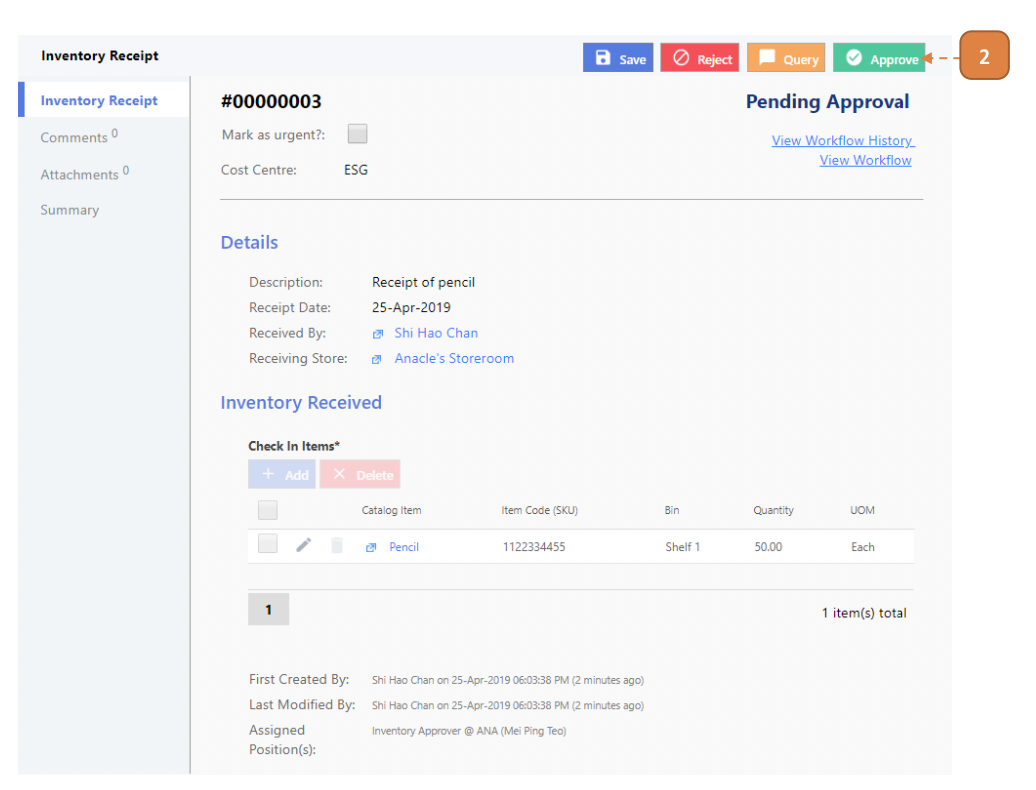 Inventory Receipt
Save
Reject
Query
Approve
2
Inventory Receipt
Comments 0
Attachments 0
Summary
#00000003
Pending Approval
Mark as urgent?:
View Workflow History
View Workflow
Cost Centre: ESG
Details
Description: Receipt of pencil
Receipt Date: 25-Apr-2019
Received By: Shi Hao Chan
Receiving Store: Anacle's Storeroom
Inventory Received
Check In Items*
+ Add × Delete
Catalog Item Item Code (SKU) Bin Quantity UOM
Pencil 1122334455 Shelf 1 50.00 Each
1
1 item(s) total
First Created By: Shi Hao Chan on 25-Apr-2019 06:03:38 PM (2 minutes ago)
Last Modified By: Shi Hao Chan on 25-Apr-2019 06:03:38 PM (2 minutes ago)
Assigned Inventory Approver @ ANA (Mei Ping Teo)
Position(s):